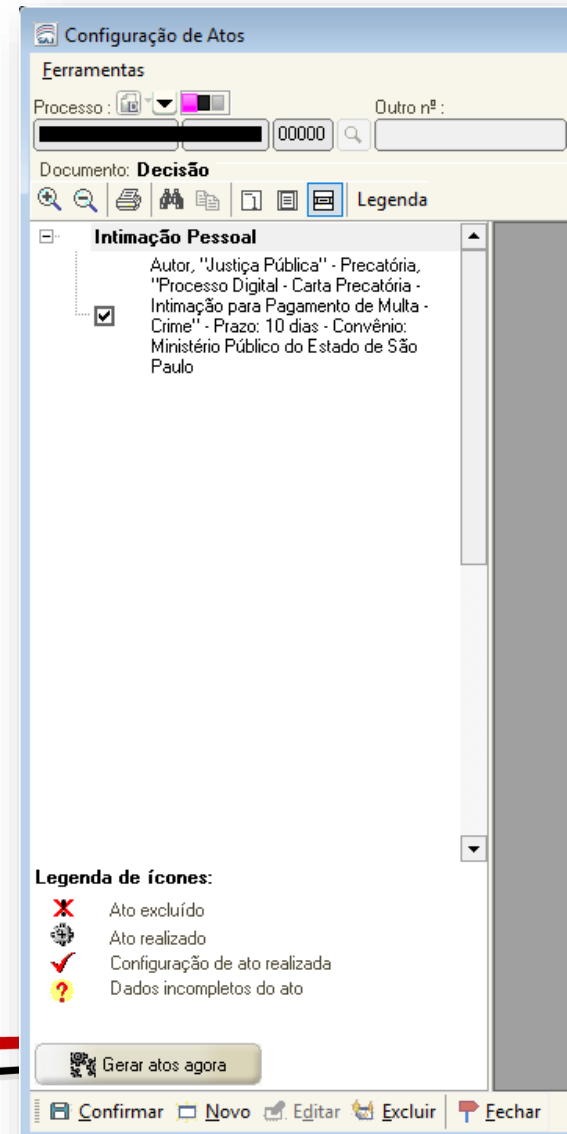 Configuração de Atos
Ferramentas
Processo : Outro nº :
00000
Documento: Decisão
Legenda
Intimação Pessoal
Autor, "Justiça Pública" - Precatória,
"Processo Digital - Carta Precatória -
Intimação para Pagamento de Multa -
Crime" - Prazo: 10 dias - Convênio:
Ministério Público do Estado de São
Paulo
Legenda de ícones:
Ato excluído
Ato realizado
Configuração de ato realizada
Dados incompletos do ato
Gerar atos agora
Confirmar Novo Editar Excluir Fechar